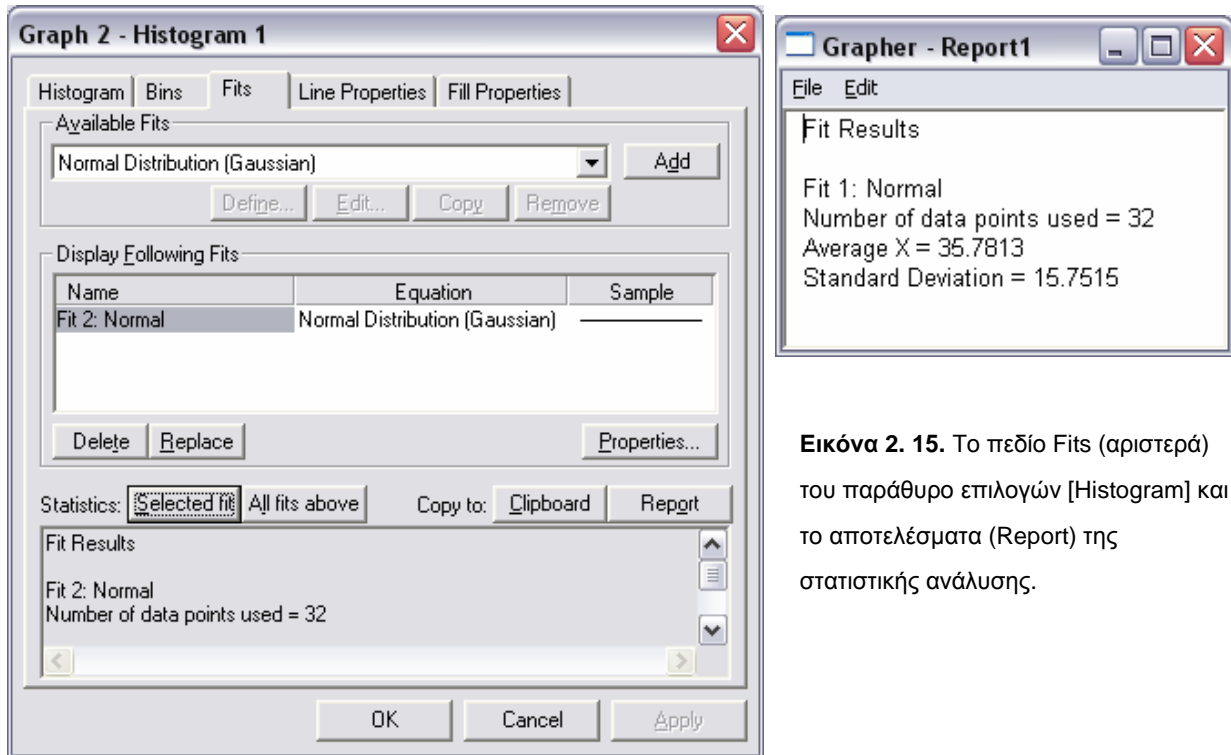 Graph 2 - Histogram 1
Histogram Bins Fits Line Properties Fill Properties
Available Fits
Normal Distribution (Gaussian) Add
Define... Edit... Copy Remove
Display Following Fits
Name Equation Sample
Fit 2: Normal Normal Distribution (Gaussian)
Delete Replace Properties...
Statistics: Selected fit All fits above Copy to: Clipboard Report
Fit Results
Fit 2: Normal
Number of data points used = 32
OK Cancel Apply
Grapher - Report1
File Edit
Fit Results
Fit 1: Normal
Number of data points used = 32
Average X = 35.7813
Standard Deviation = 15.7515
Εικόνα 2. 15. Το πεδίο Fits (αριστερά)
του παράθυρο επιλογών [Histogram] και
το αποτελέσματα (Report) της
στατιστικής ανάλυσης.